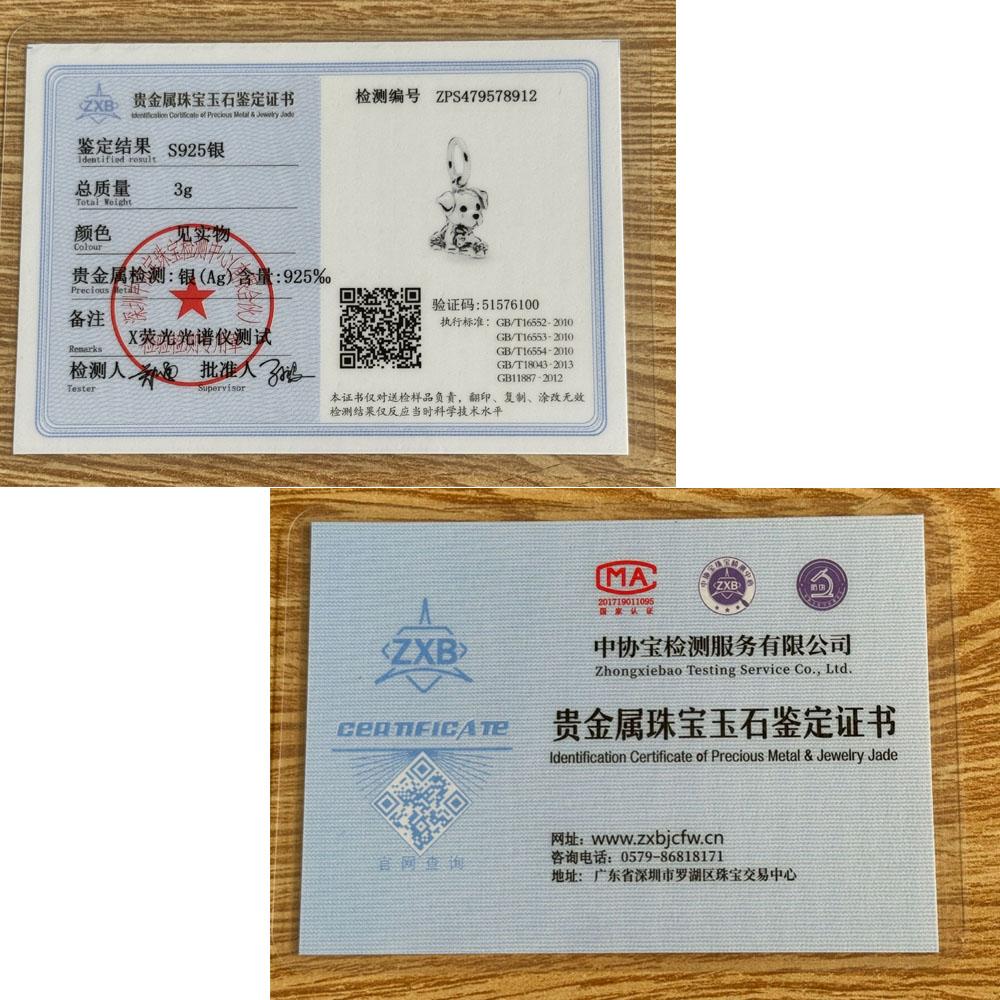 ZXB
贵金属珠宝玉石鉴定证书
Identification Certificate of Precious Metal & Jewelry Jade
鉴定结果 S925银
Identified result
总质量 3g
Total Weight
颜色 见实物
Colour
贵金属检测:银(Ag)含量:925‰
Precious Metal
备注 X荧光光谱仪测试
Remarks
检测人 批准人
Tester Supervisor
检测编号 ZPS479578912
验证码:51576100
执行标准: GB/T16552-2010
GB/T16553-2010
GB/T16554-2010
GB/T18043-2013
GB11887-2012
本证书仅对送检样品负责，翻印、复制、涂改无效
检测结果仅反应当时科学技术水平
ZXB
CERTIFICATE
官网查询
MA
201719011095
国家认证
ZXB
中协宝检测服务有限公司
Zhongxiebao Testing Service Co., Ltd.
贵金属珠宝玉石鉴定证书
Identification Certificate of Precious Metal & Jewelry Jade
网址: www.zxbjcfw.cn
咨询电话: 0579-86818171
地址: 广东省深圳市罗湖区珠宝交易中心